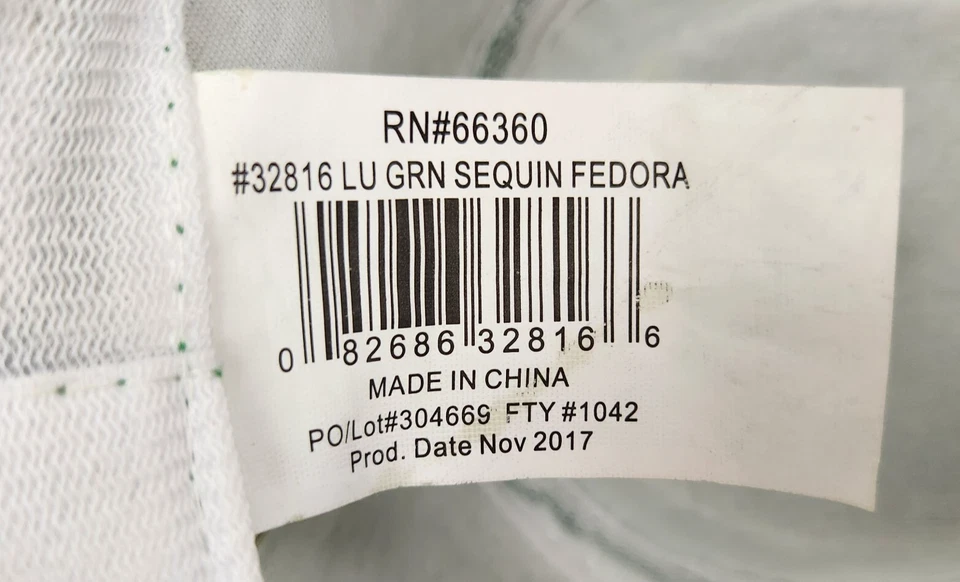 RN#66360
#32816 LU GRN SEQUIN FEDORA
0 82686 32816 6
MADE IN CHINA
PO/Lot#304669 FTY #1042
Prod. Date Nov 2017